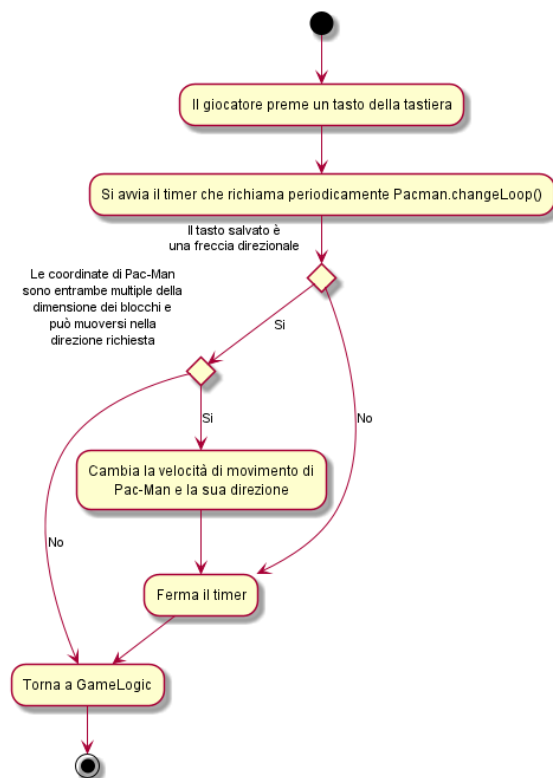 Il giocatore preme un tasto della tastiera
Si avvia il timer che richiama periodicamente Pacman.changeLoop()
Il tasto salvato è
una freccia direzionale
Le coordinate di Pac-Man
sono entrambe multiple della
dimensione dei blocchi e
può muoversi nella
direzione richiesta
Si
Si
No
Cambia la velocità di movimento di
Pac-Man e la sua direzione
No
Ferma il timer
Torna a GameLogic